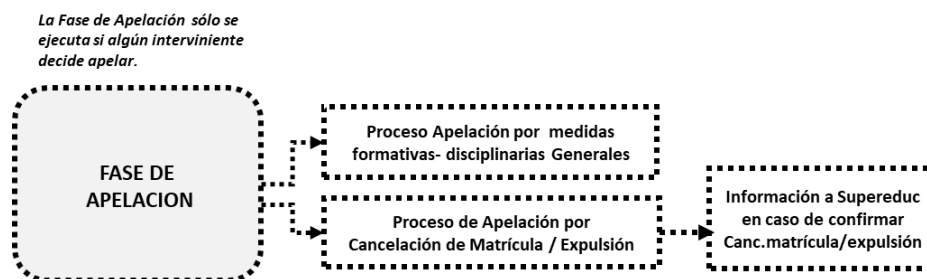 La Fase de Apelación sólo se
ejecuta si algún interviniente
decide apelar.
FASE DE
APELACION
Proceso Apelación por medidas
formativas- disciplinarias Generales
Proceso de Apelación por
Cancelación de Matrícula / Expulsión
Información a Supereduc
en caso de confirmar
Canc.matrícula/expulsión